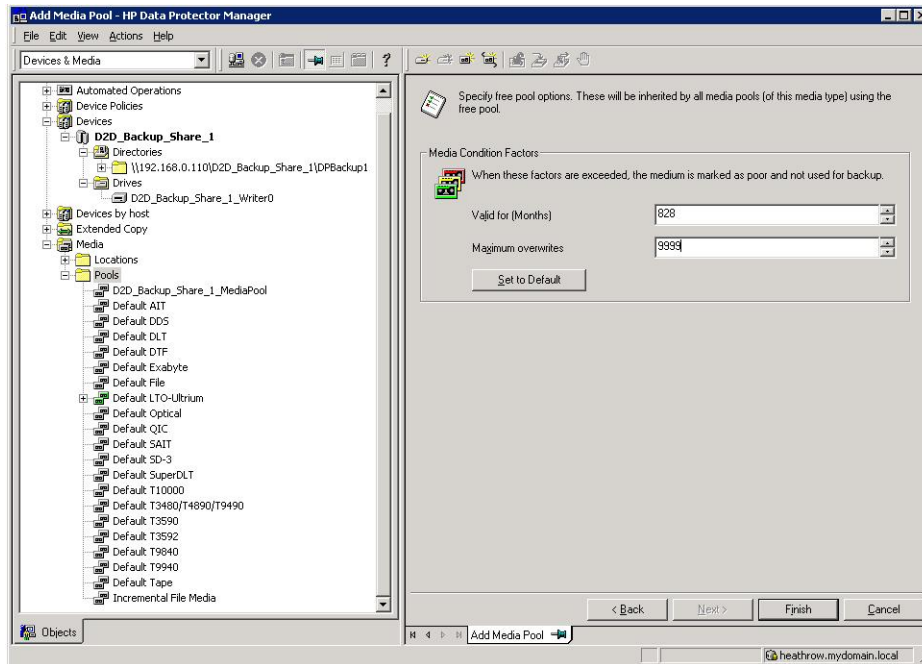 Add Media Pool - HP Data Protector Manager
File Edit View Actions Help
Devices & Media
?
Automated Operations
Device Policies
Devices
D2D_Backup_Share_1
Directories
\\192.168.0.110\D2D_Backup_Share_1\DPBackup1
Drives
D2D_Backup_Share_1_Writer0
Devices by host
Extended Copy
Media
Locations
Pools
D2D_Backup_Share_1_MediaPool
Default AIT
Default DDS
Default DLT
Default DTF
Default Exabyte
Default File
Default LTO-Ultrium
Default Optical
Default QIC
Default SAIT
Default SD-3
Default SuperDLT
Default T10000
Default T3480/T4890/T9490
Default T3590
Default T3592
Default T9840
Default T9940
Default Tape
Incremental File Media
Objects
Specify free pool options. These will be inherited by all media pools (of this media type) using the
free pool.
Media Condition Factors
When these factors are exceeded, the medium is marked as poor and not used for backup.
Valid for (Months) 828
Maximum overwrites 9999
Set to Default
< Back Next > Finish Cancel
Add Media Pool
heathrow.mydomain.local